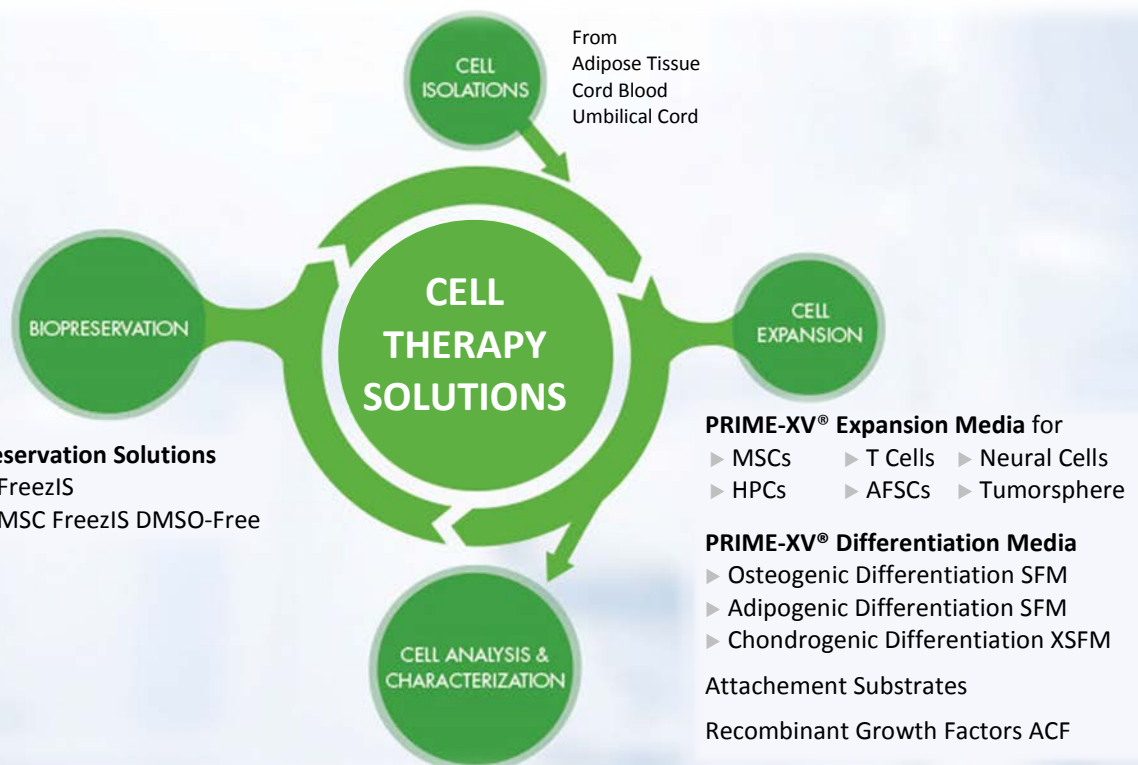 CELL
ISOLATIONS
From
Adipose Tissue
Cord Blood
Umbilical Cord
BIOPRESERVATION
CELL
THERAPY
SOLUTIONS
CELL
EXPANSION
eservation Solutions
FreezIS
MSC FreezIS DMSO-Free
PRIME-XV® Expansion Media for
▶ MSCs ▶ T Cells ▶ Neural Cells
▶ HPCs ▶ AFSCs ▶ Tumorsphere
PRIME-XV® Differentiation Media
▶ Osteogenic Differentiation SFM
▶ Adipogenic Differentiation SFM
▶ Chondrogenic Differentiation XSFM
Attachement Substrates
Recombinant Growth Factors ACF
CELL ANALYSIS &
CHARACTERIZATION